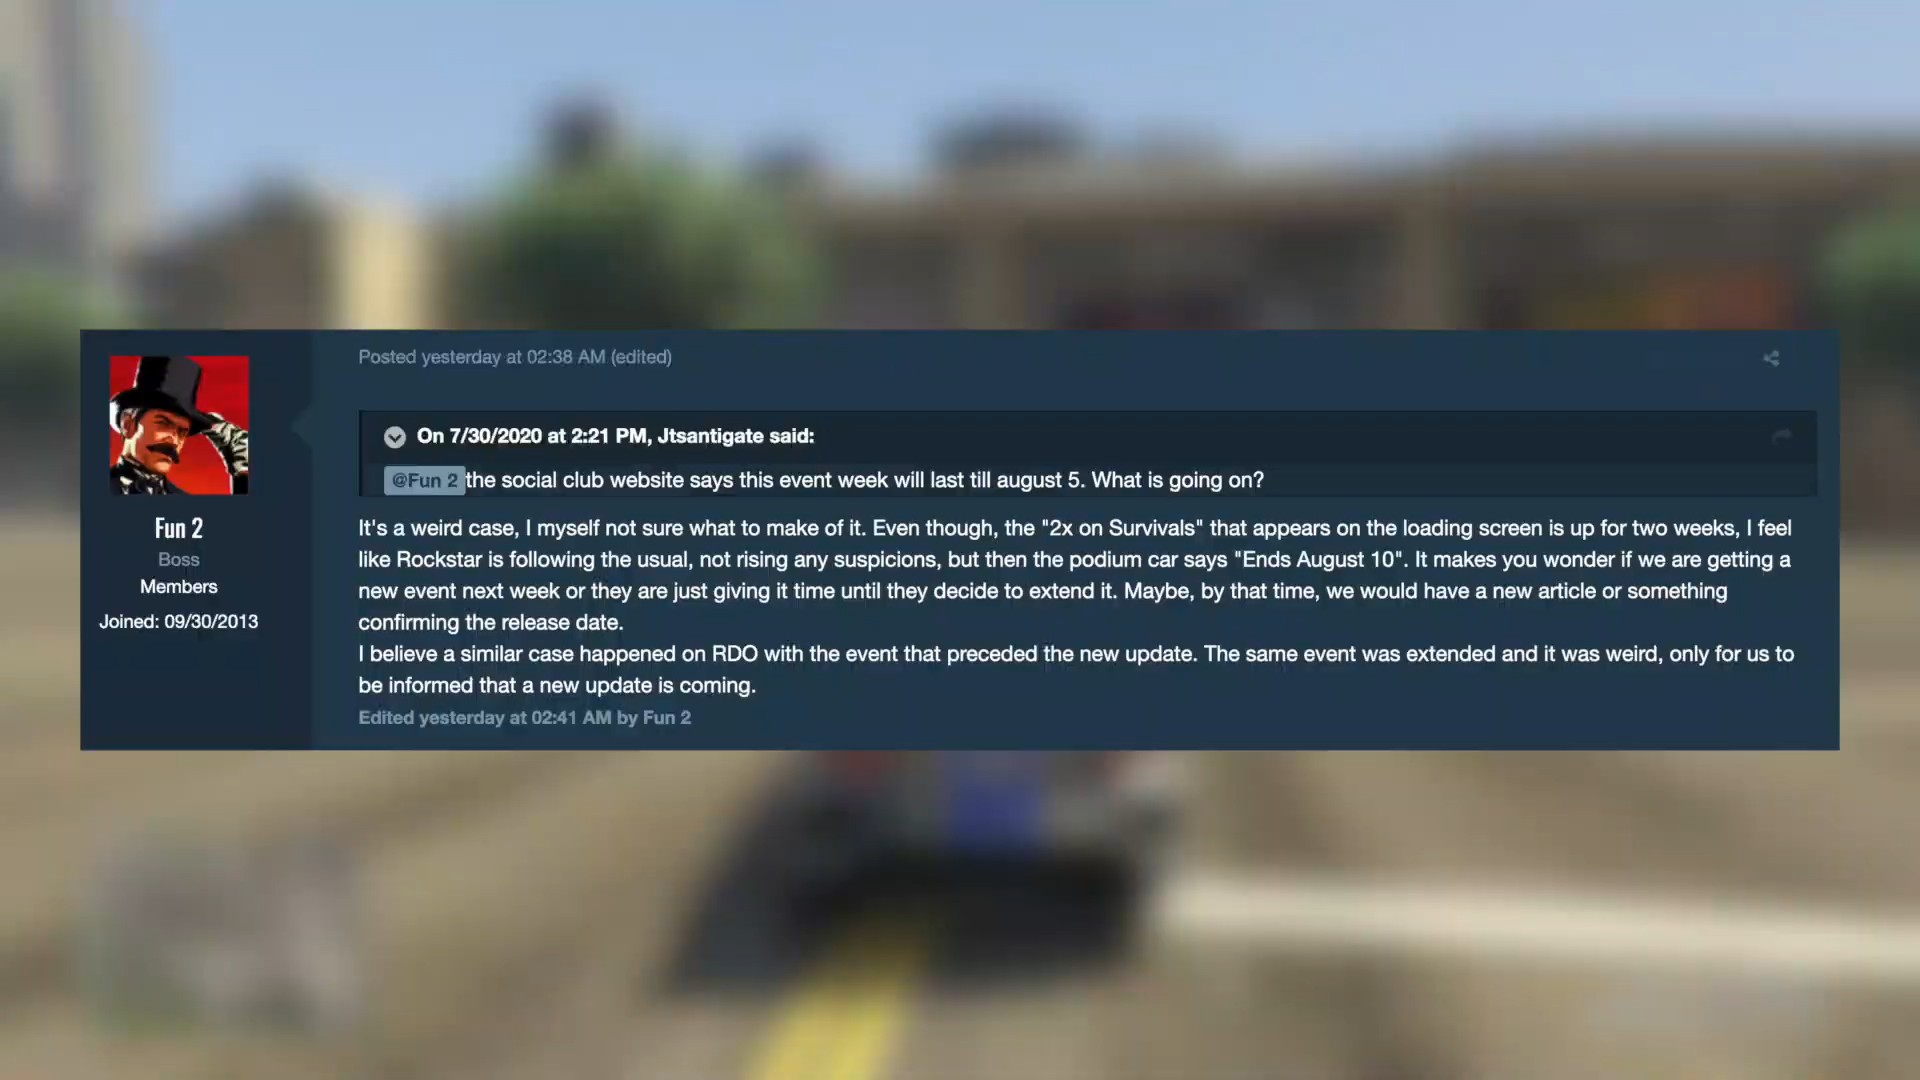 Posted yesterday at 02:38 AM (edited)
On 7/30/2020 at 2:21 PM, Jtsantigate said:
@Fun 2 the social club website says this event week will last till august 5. What is going on?
Fun 2
Boss
Members
Joined: 09/30/2013
It's a weird case, I myself not sure what to make of it. Even though, the "2x on Survivals" that appears on the loading screen is up for two weeks, I feel
like Rockstar is following the usual, not rising any suspicions, but then the podium car says "Ends August 10". It makes you wonder if we are getting a
new event next week or they are just giving it time until they decide to extend it. Maybe, by that time, we would have a new article or something
confirming the release date.
I believe a similar case happened on RDO with the event that preceded the new update. The same event was extended and it was weird, only for us to
be informed that a new update is coming.
Edited yesterday at 02:41 AM by Fun 2